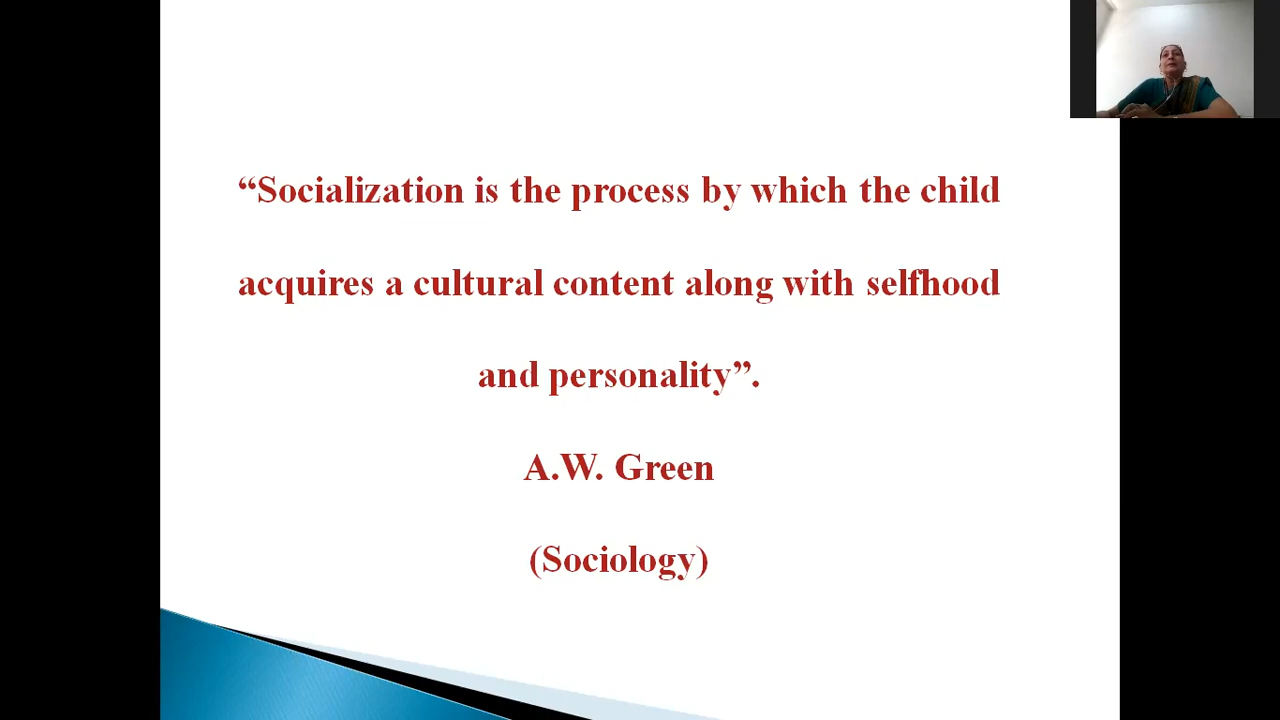 “Socialization is the process by which the child
acquires a cultural content along with selfhood
and personality”.
A.W. Green
(Sociology)